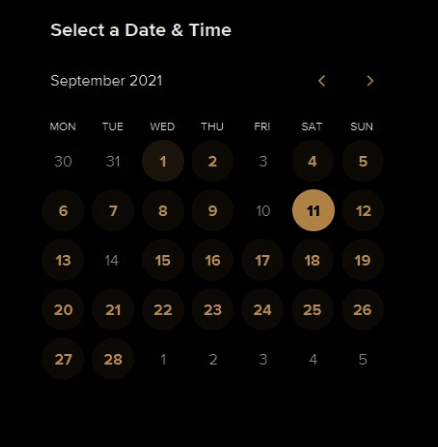 Select a Date & Time
September 2021
MON TUE WED THU FRI SAT SUN
30 31 1 2 3 4 5
6 7 8 9 10 11 12
13 14 15 16 17 18 19
20 21 22 23 24 25 26
27 28 1 2 3 4 5